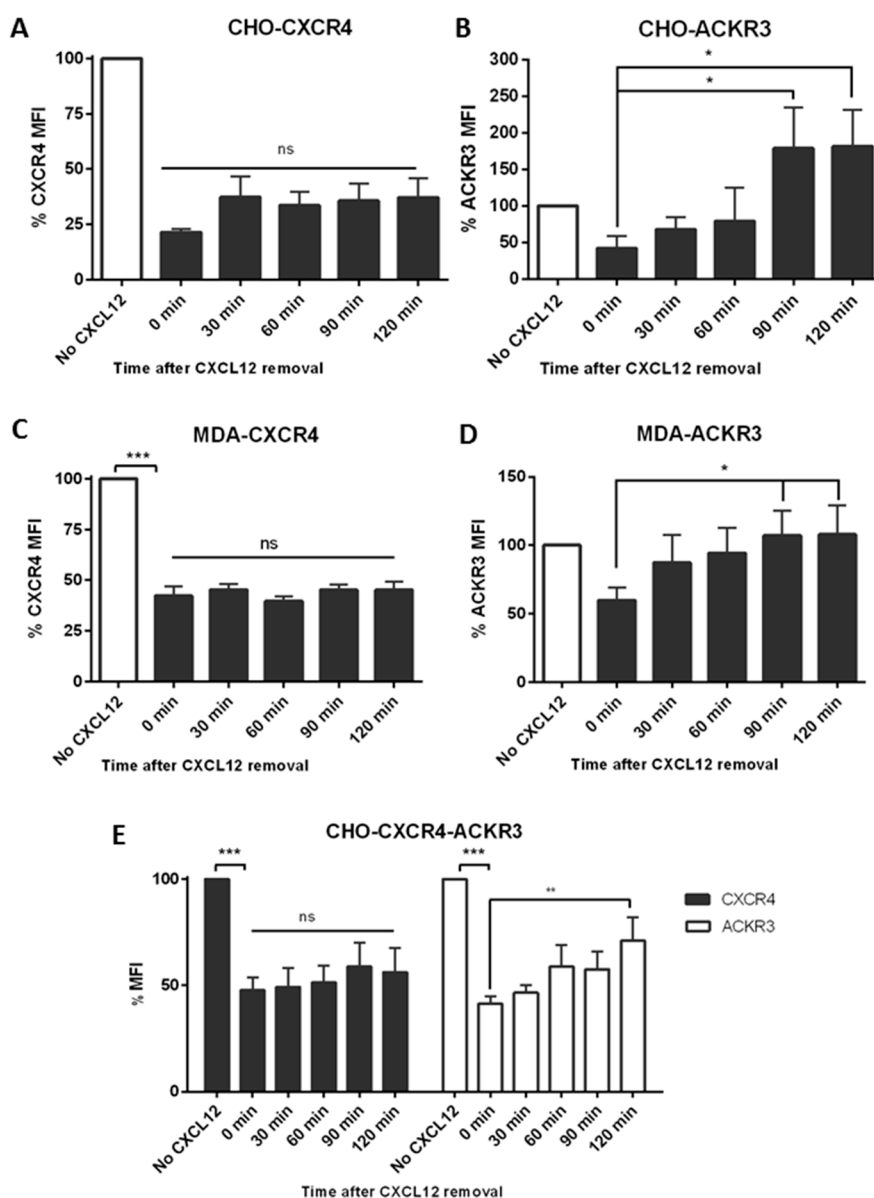 A
CHO-CXCR4
% CXCR4 MFI
100
75
50
25
0
ns
No CXCL12
0 min
30 min
60 min
90 min
120 min
Time after CXCL12 removal
B
CHO-ACKR3
% ACKR3 MFI
300
250
200
150
100
50
0
*
*
No CXCL12
0 min
30 min
60 min
90 min
120 min
Time after CXCL12 removal
C
MDA-CXCR4
% CXCR4 MFI
100
75
50
25
0
***
ns
No CXCL12
0 min
30 min
60 min
90 min
120 min
Time after CXCL12 removal
D
MDA-ACKR3
% ACKR3 MFI
150
100
50
0
*
No CXCL12
0 min
30 min
60 min
90 min
120 min
Time after CXCL12 removal
E
CHO-CXCR4-ACKR3
% MFI
100
50
0
***
ns
***
**
No CXCL12
0 min
30 min
60 min
90 min
120 min
No CXCL12
0 min
30 min
60 min
90 min
120 min
Time after CXCL12 removal
CXCR4
ACKR3